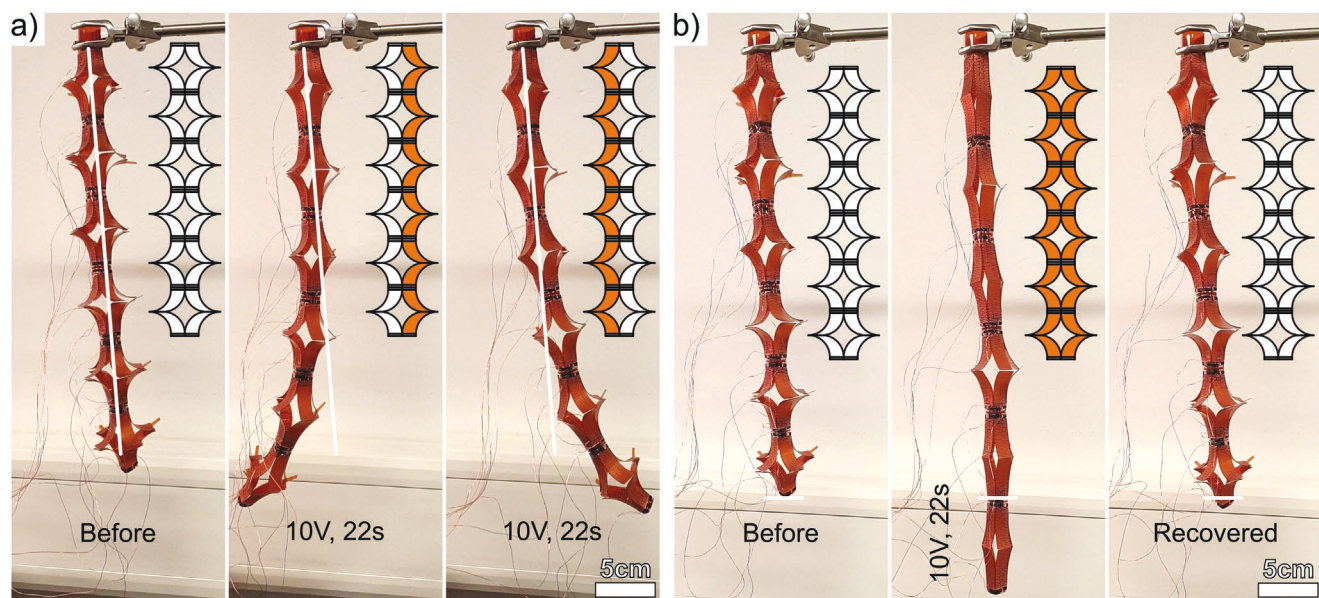 a)
Before
10V, 22s
10V, 22s
5cm
b)
Before
10V, 22s
Recovered
5cm